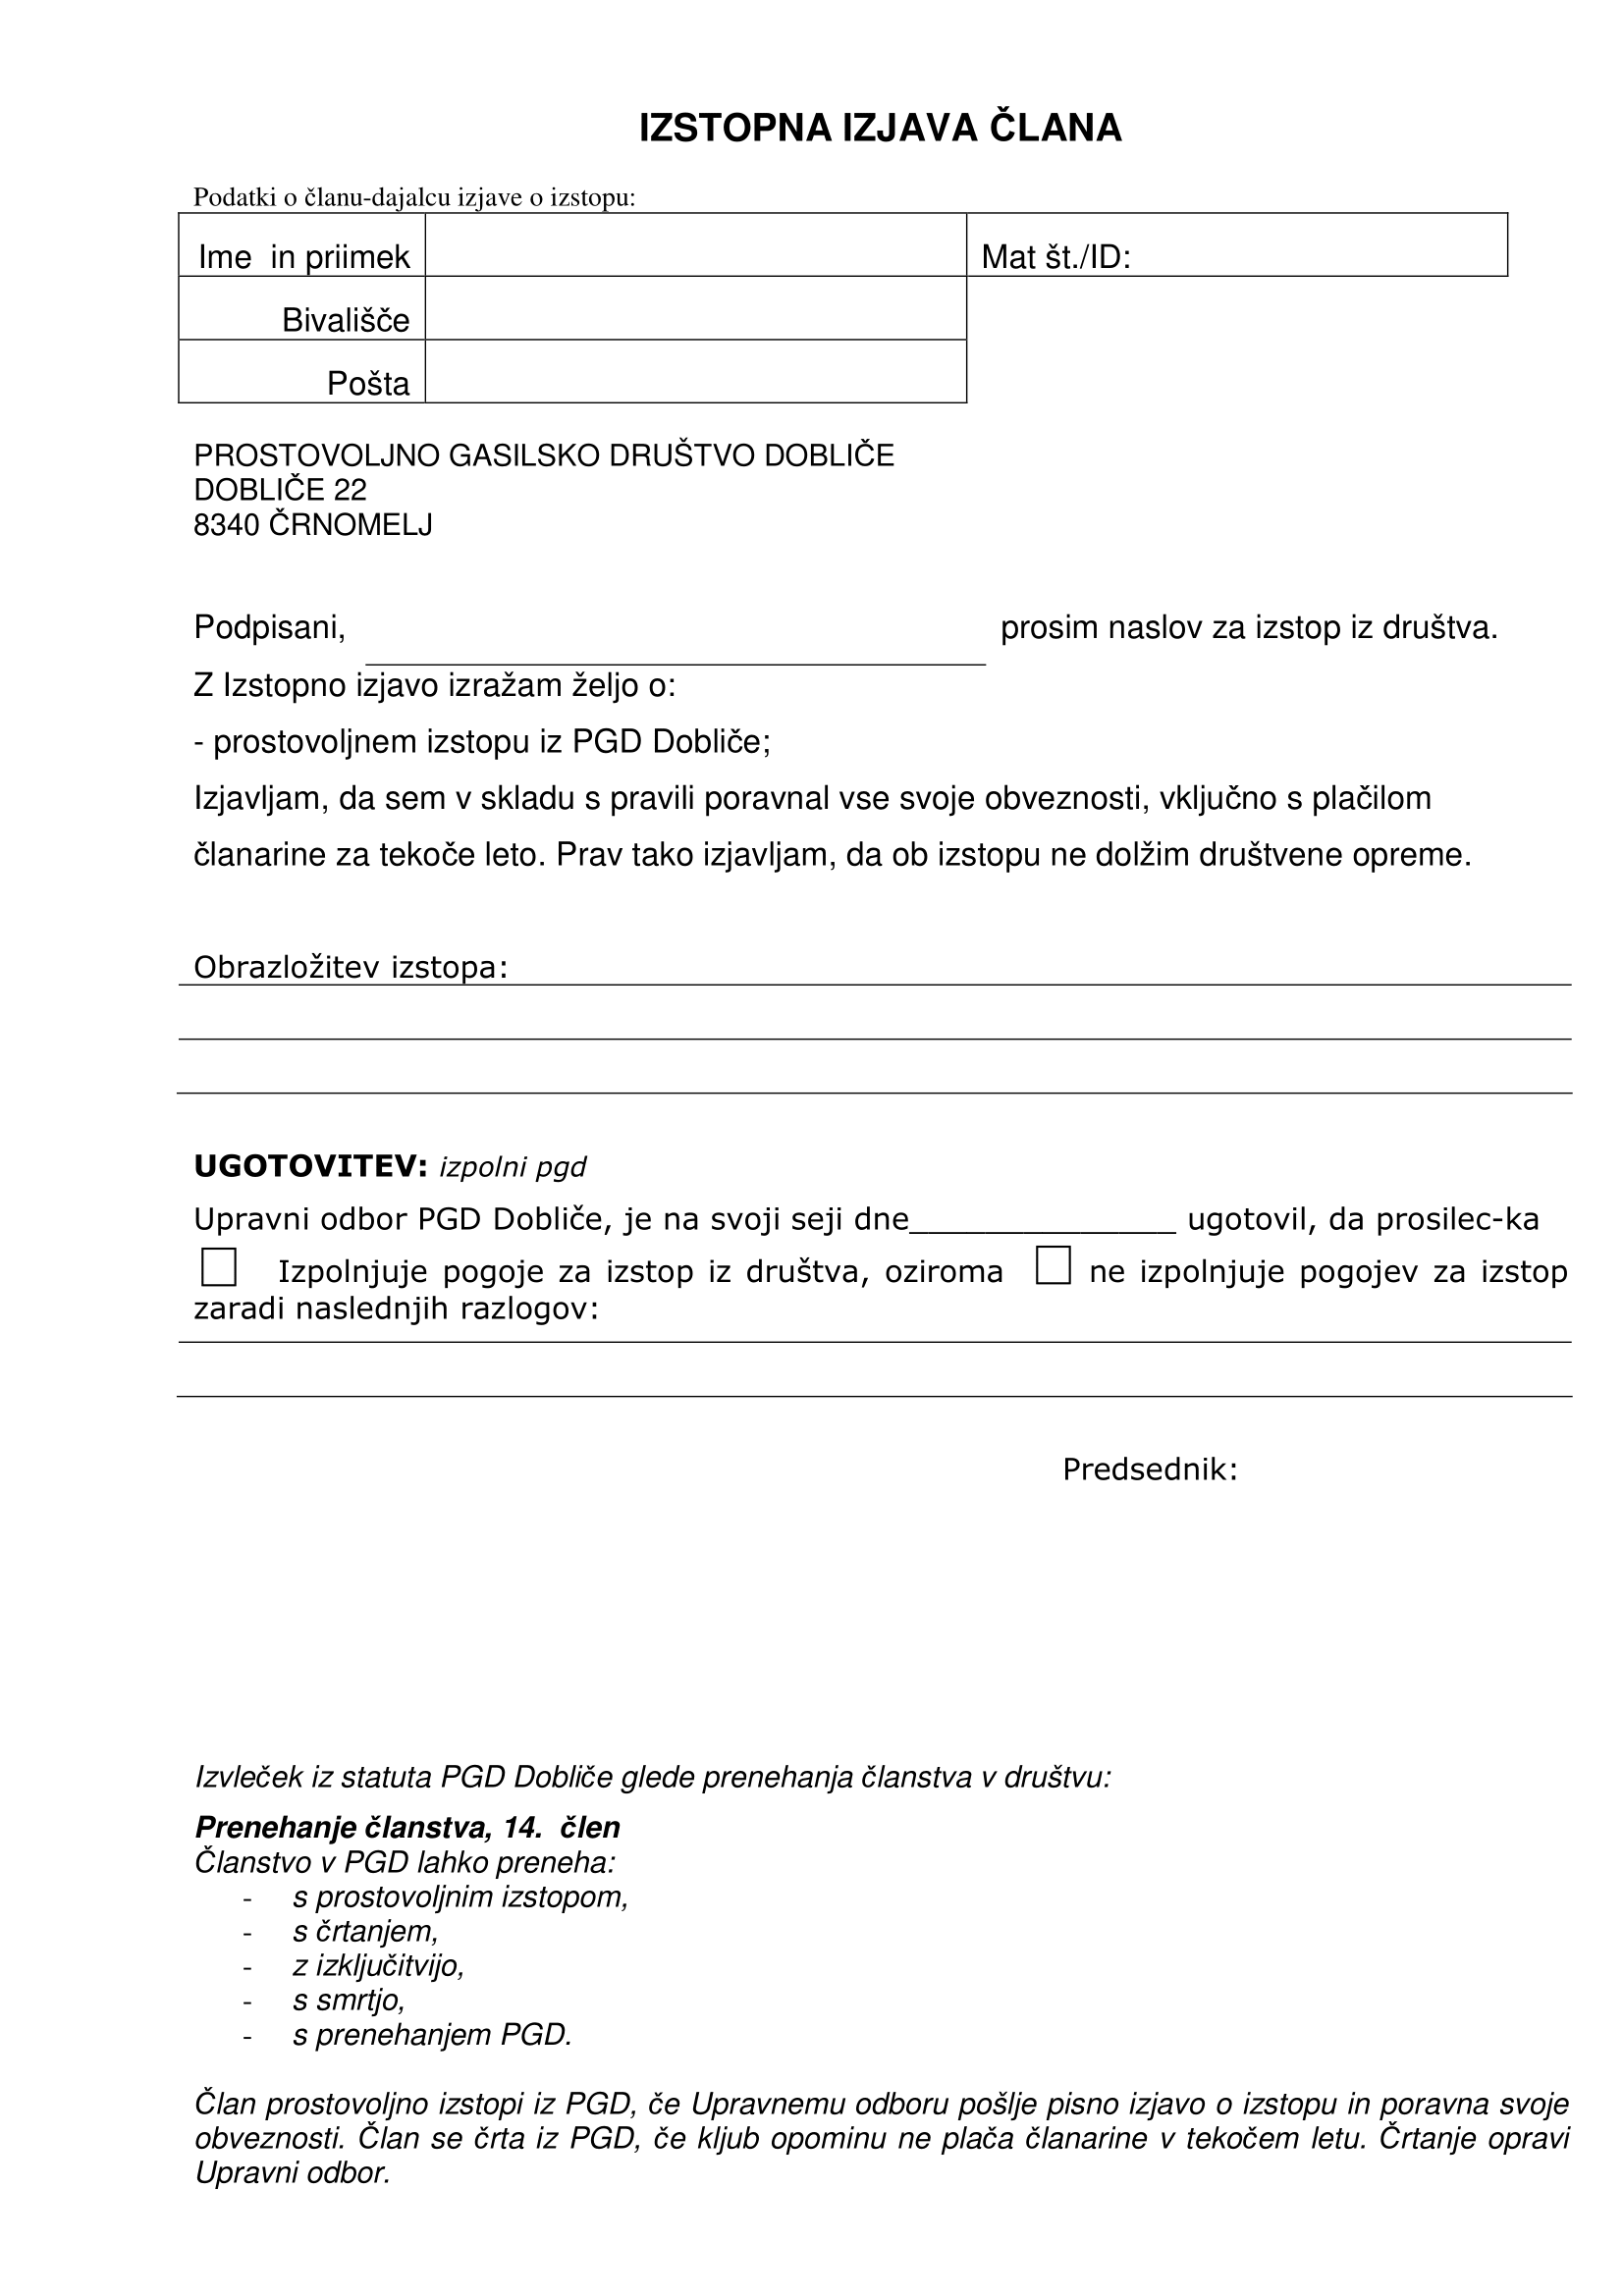 IZSTOPNA IZJAVA ČLANA
Podatki o članu-dajalcu izjave o izstopu:
Ime in priimek
Mat št./ID:
Bivališče
Pošta
PROSTOVOLJNO GASILSKO DRUŠTVO DOBLIČE
DOBLIČE 22
8340 ČRNOMELJ
Podpisani, prosim naslov za izstop iz društva.
Z Izstopno izjavo izražam željo o:
- prostovoljnem izstopu iz PGD Dobliče;
Izjavljam, da sem v skladu s pravili poravnal vse svoje obveznosti, vključno s plačilom
članarine za tekoče leto. Prav tako izjavljam, da ob izstopu ne dolžim društvene opreme.
Obrazložitev izstopa:
UGOTOVITEV: izpolni pgd
Upravni odbor PGD Dobliče, je na svoji seji dne________________ ugotovil, da prosilec-ka
Izpolnjuje pogoje za izstop iz društva, oziroma ne izpolnjuje pogojev za izstop
zaradi naslednjih razlogov:
Predsednik:
Izvleček iz statuta PGD Dobliče glede prenehanja članstva v društvu:
Prenehanje članstva, 14. člen
Članstvo v PGD lahko preneha:
- s prostovoljnim izstopom,
- s črtanjem,
- z izključitvijo,
- s smrtjo,
- s prenehanjem PGD.
Član prostovoljno izstopi iz PGD, če Upravnemu odboru pošlje pisno izjavo o izstopu in poravna svoje
obveznosti. Član se črta iz PGD, če kljub opominu ne plača članarine v tekočem letu. Črtanje opravi
Upravni odbor.